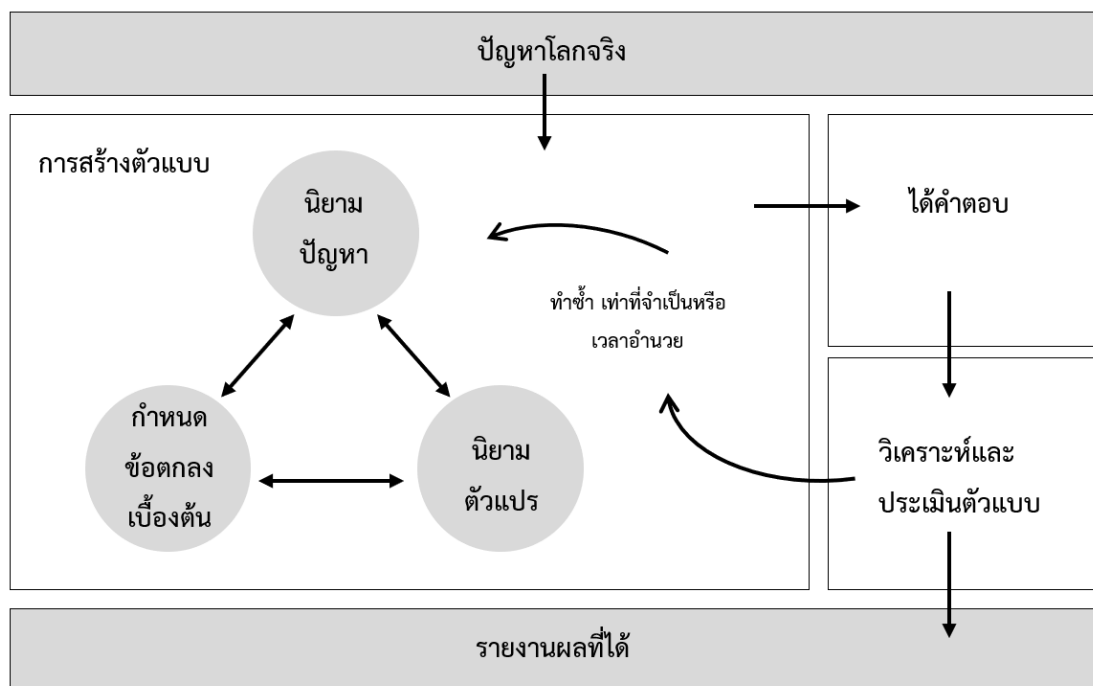 ปัญหาโลกจริง
การสร้างตัวแบบ
นิยาม
ปัญหา
ได้คำตอบ
ทำซ้ำ เท่าที่จำเป็นหรือ
เวลาอำนวย
กำหนด
ข้อตกลง
เบื้องต้น
นิยาม
ตัวแปร
วิเคราะห์และ
ประเมินตัวแบบ
รายงานผลที่ได้